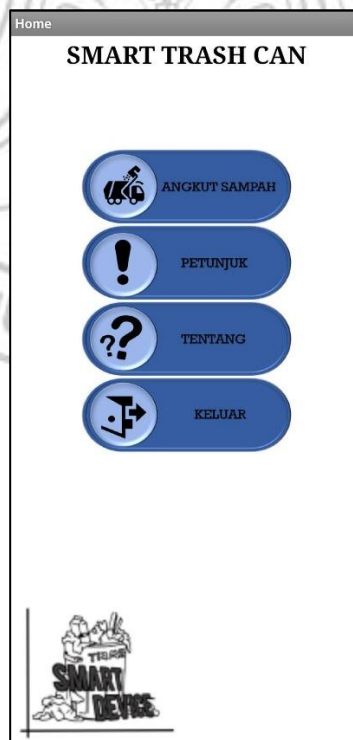 Home
SMART TRASH CAN
ANGKUT SAMPAH
PETUNJUK
TENTANG
KELUAR
TRASH
SMART
DEVICE